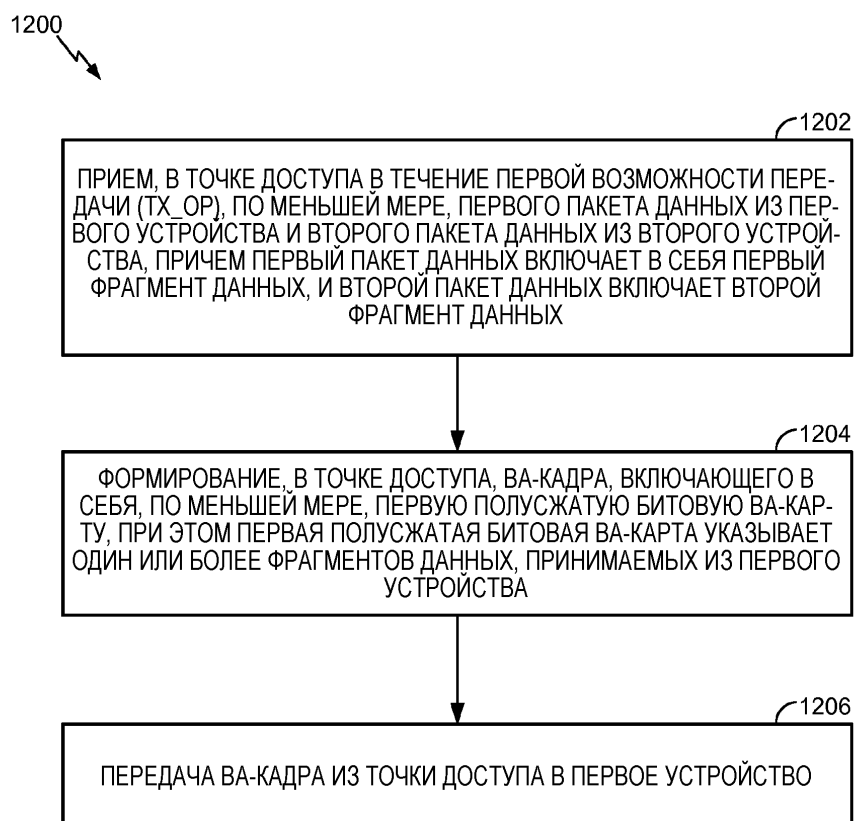 1200
1202
ПРИЕМ, В ТОЧКЕ ДОСТУПА В ТЕЧЕНИЕ ПЕРВОЙ ВОЗМОЖНОСТИ ПЕРЕ-
ДАЧИ (TX_OP), ПО МЕНЬШЕЙ МЕРЕ, ПЕРВОГО ПАКЕТА ДАННЫХ ИЗ ПЕР-
ВОГО УСТРОЙСТВА И ВТОРОГО ПАКЕТА ДАННЫХ ИЗ ВТОРОГО УСТРОЙ-
СТВА, ПРИЧЕМ ПЕРВЫЙ ПАКЕТ ДАННЫХ ВКЛЮЧАЕТ В СЕБЯ ПЕРВЫЙ
ФРАГМЕНТ ДАННЫХ, И ВТОРОЙ ПАКЕТ ДАННЫХ ВКЛЮЧАЕТ ВТОРОЙ
ФРАГМЕНТ ДАННЫХ
1204
ФОРМИРОВАНИЕ, В ТОЧКЕ ДОСТУПА, BA-КАДРА, ВКЛЮЧАЮЩЕГО В
СЕБЯ, ПО МЕНЬШЕЙ МЕРЕ, ПЕРВУЮ ПОЛУСЖАТУЮ БИТОВУЮ BA-КАР-
ТУ, ПРИ ЭТОМ ПЕРВАЯ ПОЛУСЖАТАЯ БИТОВАЯ BA-КАРТА УКАЗЫВАЕТ
ОДИН ИЛИ БОЛЕЕ ФРАГМЕНТОВ ДАННЫХ, ПРИНИМАЕМЫХ ИЗ ПЕРВОГО
УСТРОЙСТВА
1206
ПЕРЕДАЧА BA-КАДРА ИЗ ТОЧКИ ДОСТУПА В ПЕРВОЕ УСТРОЙСТВО